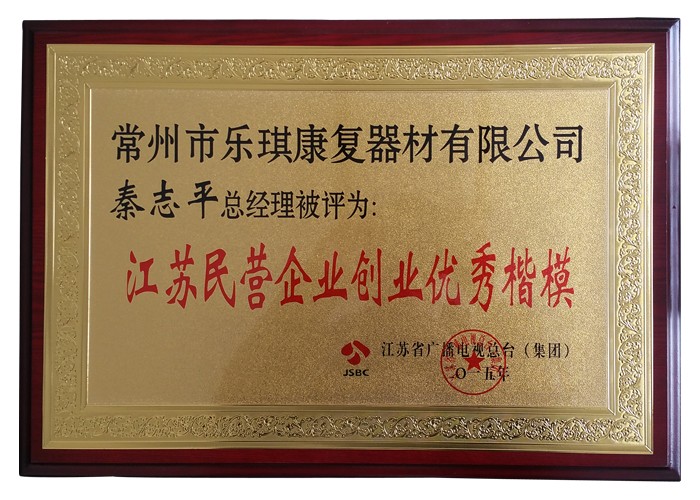 常州市乐琪康复器材有限公司
秦志平总经理被评为:
江苏民营企业创业优秀楷模
JSBC
江苏省广播电视总台（集团）
二〇一五年